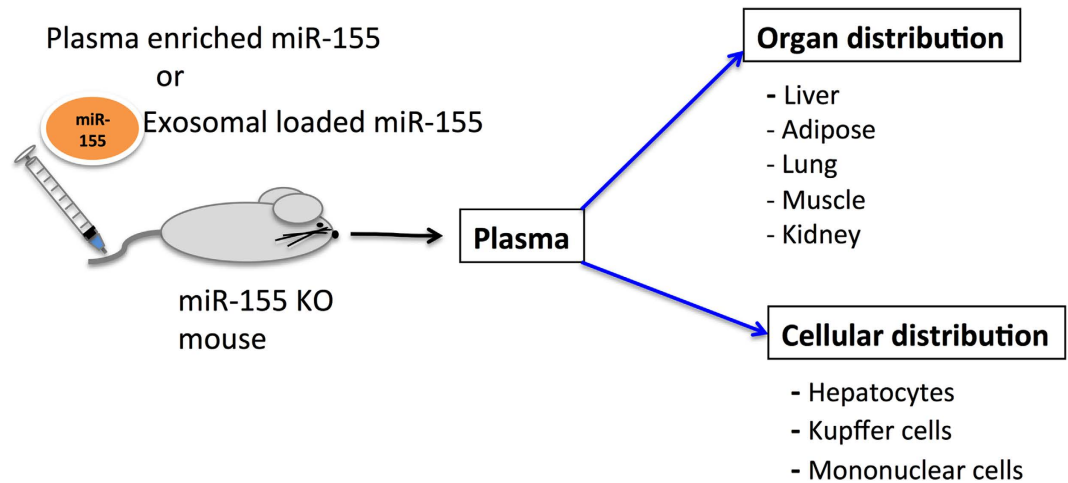 Plasma enriched miR-155
or
miR-
155
Exosomal loaded miR-155
miR-155 KO
mouse
Plasma
Organ distribution
- Liver
- Adipose
- Lung
- Muscle
- Kidney
Cellular distribution
- Hepatocytes
- Kupffer cells
- Mononuclear cells